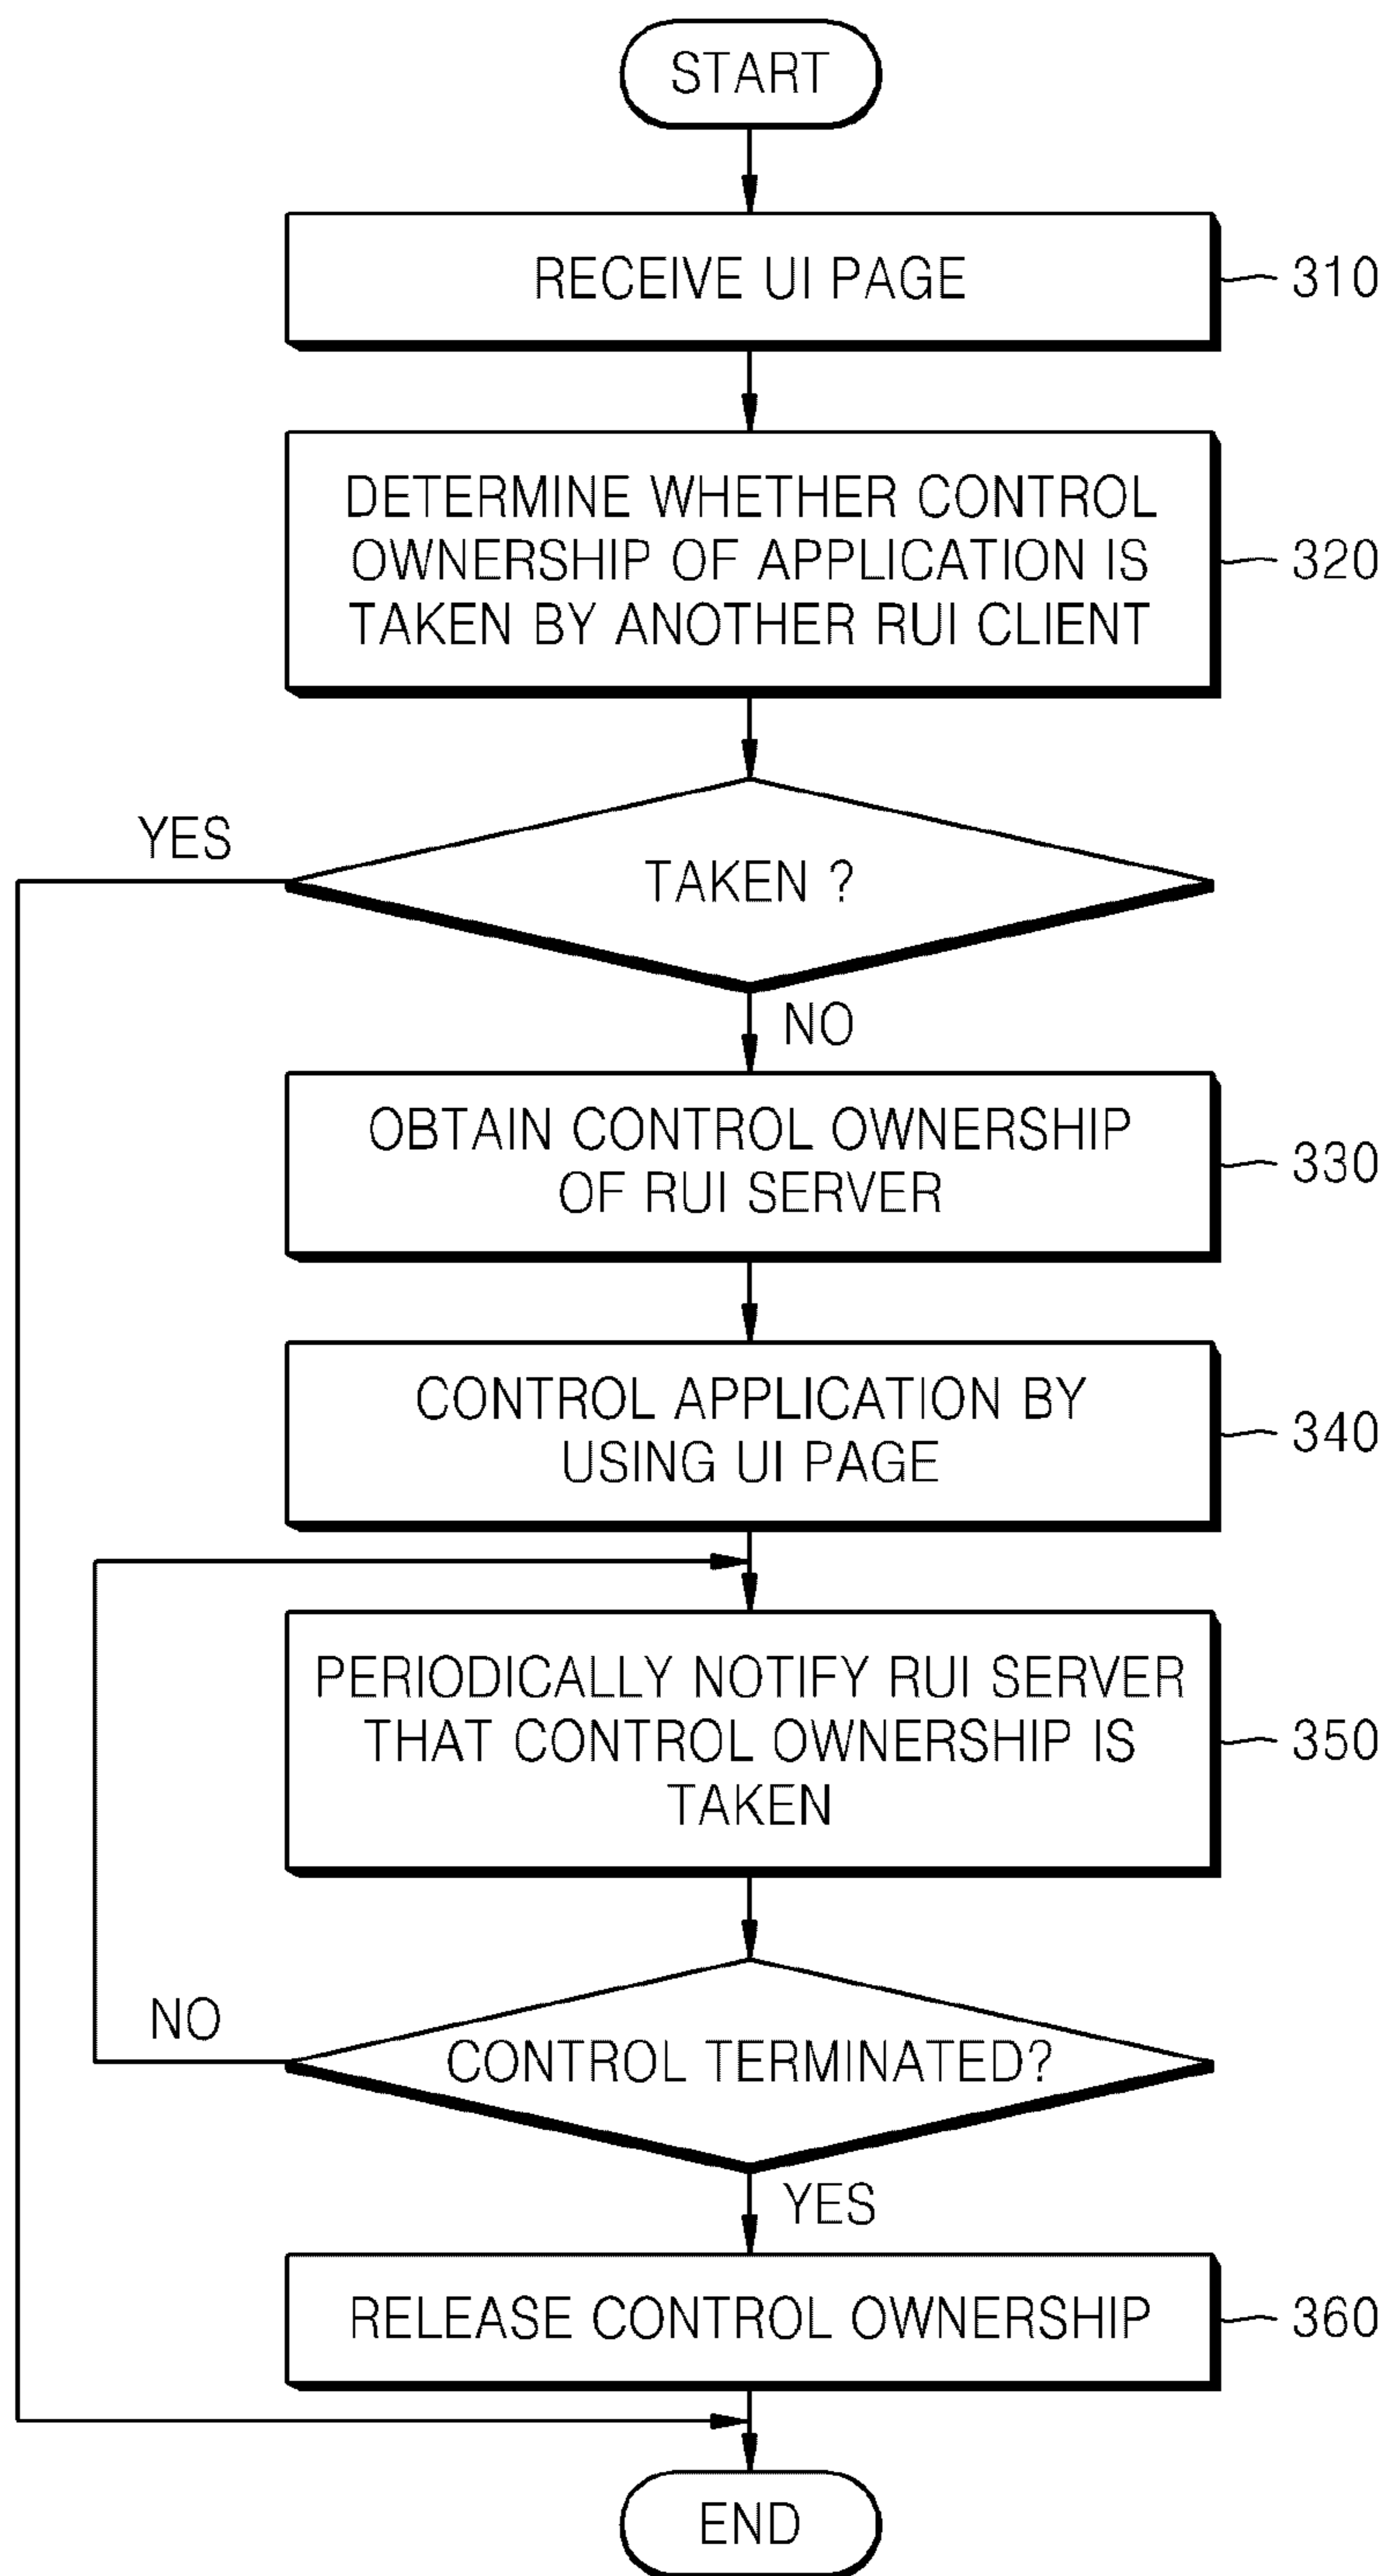 START
RECEIVE UI PAGE
310
DETERMINE WHETHER CONTROL
OWNERSHIP OF APPLICATION IS
TAKEN BY ANOTHER RUI CLIENT
320
YES
TAKEN ?
NO
OBTAIN CONTROL OWNERSHIP
OF RUI SERVER
330
CONTROL APPLICATION BY
USING UI PAGE
340
PERIODICALLY NOTIFY RUI SERVER
THAT CONTROL OWNERSHIP IS
TAKEN
350
NO
CONTROL TERMINATED?
YES
RELEASE CONTROL OWNERSHIP
360
END